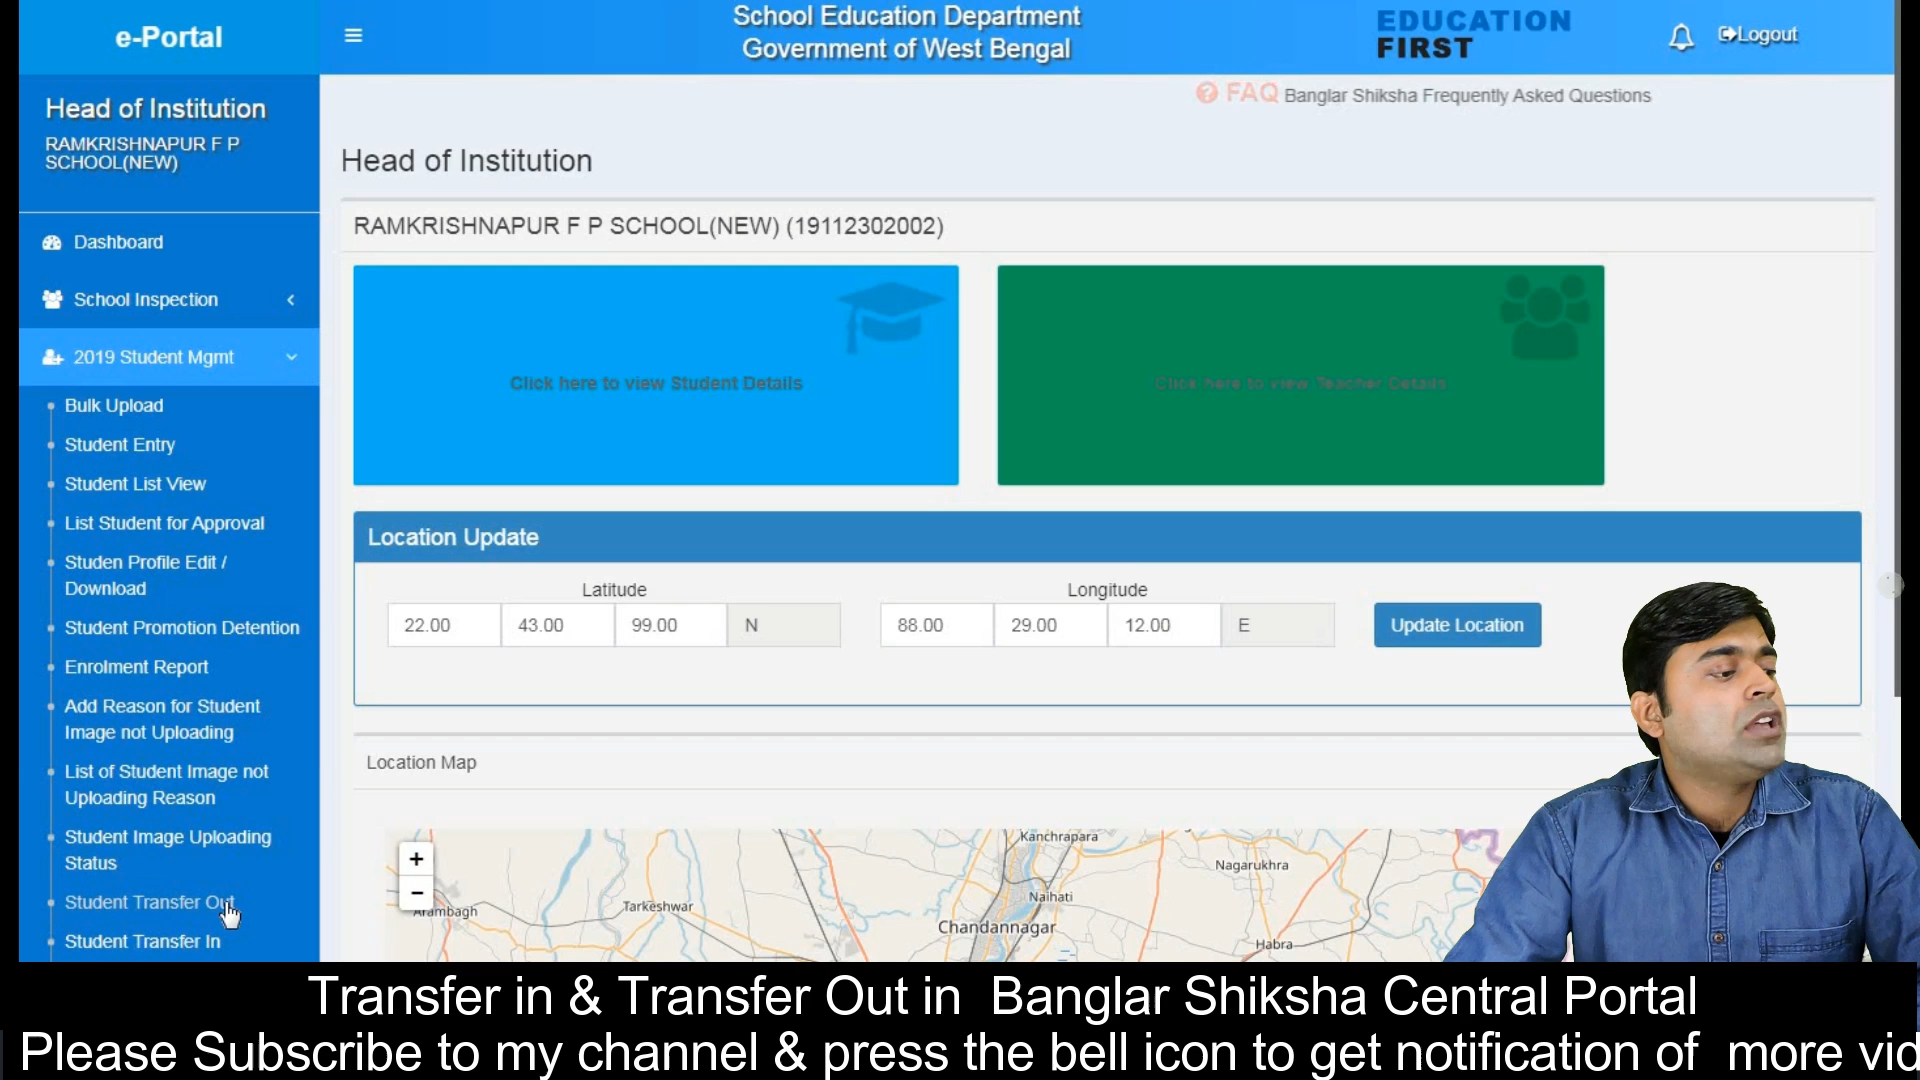 e-Portal
School Education Department
Government of West Bengal
EDUCATION
FIRST
Logout
Head of Institution
RAMKRISHNAPUR F P
SCHOOL(NEW)
Dashboard
School Inspection
2019 Student Mgmt
Bulk Upload
Student Entry
Student List View
List Student for Approval
Studen Profile Edit /
Download
Student Promotion Detention
Enrolment Report
Add Reason for Student
Image not Uploading
List of Student Image not
Uploading Reason
Student Image Uploading
Status
Student Transfer Out
Student Transfer In
FAQ Banglar Shiksha Frequently Asked Questions
Head of Institution
RAMKRISHNAPUR F P SCHOOL(NEW) (19112302002)
Click here to view Student Details
Click here to view Teacher Details
Location Update
Latitude
Longitude
22.00 43.00 99.00 N
88.00 29.00 12.00 E
Update Location
Location Map
+
−
Kanchrapara
Nagarukhra
Naihati
Tarkeshwar
Arambagh
Chandannagar
Habra
Transfer in & Transfer Out in Banglar Shiksha Central Portal
Please Subscribe to my channel & press the bell icon to get notification of more vid